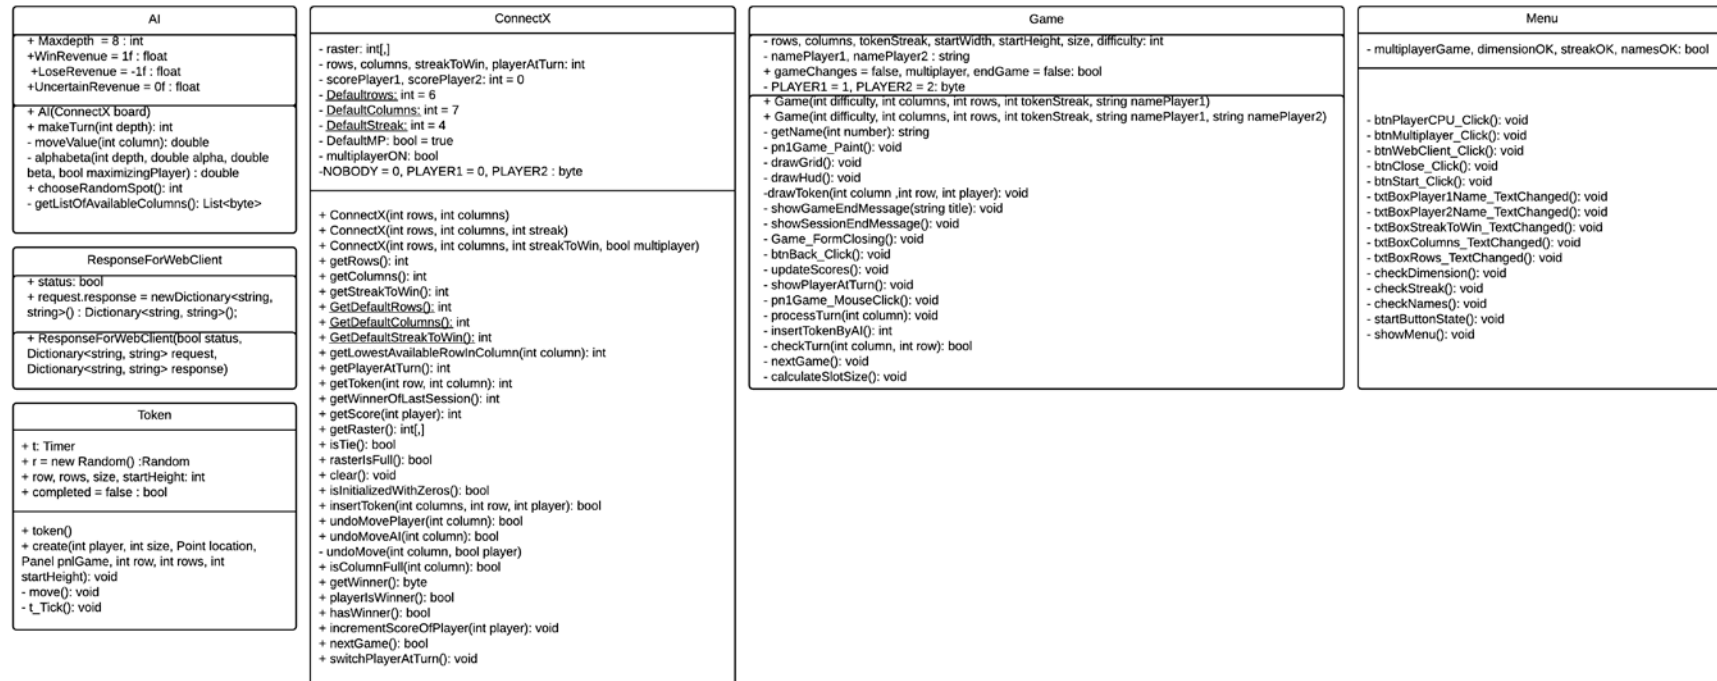 AI
+ Maxdepth = 8 : int
+WinRevenue = 1f : float
+LoseRevenue = -1f : float
+UncertainRevenue = 0f : float
+ AI(ConnectX board)
+ makeTurn(int depth): int
- moveValue(int column): double
- alphabeta(int depth, double alpha, double
beta, bool maximizingPlayer) : double
+ chooseRandomSpot(): int
- getListOfAvailableColumns(): List<byte>
ResponseForWebClient
+ status: bool
+ request.response = newDictionary<string,
string>() : Dictionary<string, string>();
+ ResponseForWebClient(bool status,
Dictionary<string, string> request,
Dictionary<string, string> response)
Token
+ t: Timer
+ r = new Random() :Random
+ row, rows, size, startHeight: int
+ completed = false : bool
+ token()
+ create(int player, int size, Point location,
Panel pnlGame, int row, int rows, int
startHeight): void
- move(): void
- t_Tick(): void
ConnectX
- raster: int[,]
- rows, columns, streakToWin, playerAtTurn: int
- scorePlayer1, scorePlayer2: int = 0
- Defaultrows: int = 6
- DefaultColumns: int = 7
- DefaultStreak: int = 4
- DefaultMP: bool = true
- multiplayerON: bool
-NOBODY = 0, PLAYER1 = 0, PLAYER2 : byte
+ ConnectX(int rows, int columns)
+ ConnectX(int rows, int columns, int streak)
+ ConnectX(int rows, int columns, int streakToWin, bool multiplayer)
+ getRows(): int
+ getColumns(): int
+ getStreakToWin(): int
+ GetDefaultRows(): int
+ GetDefaultColumns(): int
+ GetDefaultStreakToWin(): int
+ getLowestAvailableRowInColumn(int column): int
+ getPlayerAtTurn(): int
+ getToken(int row, int column): int
+ getWinnerOfLastSession(): int
+ getScore(int player): int
+ getRaster(): int[,]
+ isTie(): bool
+ rasterIsFull(): bool
+ clear(): void
+ isInitializedWithZeros(): bool
+ insertToken(int columns, int row, int player): bool
+ undoMovePlayer(int column): bool
+ undoMoveAI(int column): bool
- undoMove(int column, bool player)
+ isColumnFull(int column): bool
+ getWinner(): byte
+ playerIsWinner(): bool
+ hasWinner(): bool
+ incrementScoreOfPlayer(int player): void
+ nextGame(): bool
+ switchPlayerAtTurn(): void
Game
- rows, columns, tokenStreak, startWidth, startHeight, size, difficulty: int
- namePlayer1, namePlayer2 : string
+ gameChanges = false, multiplayer, endGame = false: bool
- PLAYER1 = 1, PLAYER2 = 2: byte
+ Game(int difficulty, int columns, int rows, int tokenStreak, string namePlayer1)
+ Game(int difficulty, int columns, int rows, int tokenStreak, string namePlayer1, string namePlayer2)
- getName(int number): string
- pn1Game_Paint(): void
- drawGrid(): void
- drawHud(): void
-drawToken(int column ,int row, int player): void
- showGameEndMessage(string title): void
- showSessionEndMessage(): void
- Game_FormClosing(): void
- btnBack_Click(): void
- updateScores(): void
- showPlayerAtTurn(): void
- pn1Game_MouseClick(): void
- processTurn(int column): void
- insertTokenByAI(): int
- checkTurn(int column, int row): bool
- nextGame(): void
- calculateSlotSize(): void
Menu
- multiplayerGame, dimensionOK, streakOK, namesOK: bool
- btnPlayerCPU_Click(): void
- btnMultiplayer_Click(): void
- btnWebClient_Click(): void
- btnClose_Click(): void
- btnStart_Click(): void
- txtBoxPlayer1Name_TextChanged(): void
- txtBoxPlayer2Name_TextChanged(): void
- txtBoxStreakToWin_TextChanged(): void
- txtBoxColumns_TextChanged(): void
- txtBoxRows_TextChanged(): void
- checkDimension(): void
- checkStreak(): void
- checkNames(): void
- startButtonState(): void
- showMenu(): void